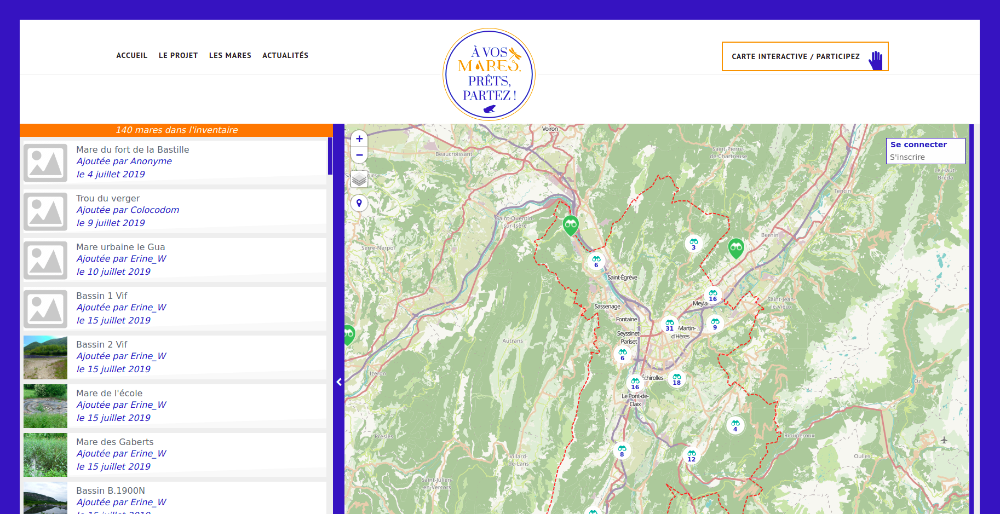 ACCUEIL LE PROJET LES MARES ACTUALITÉS
À VOS
MARES,
PRÊTS,
PARTEZ !
CARTE INTERACTIVE / PARTICIPEZ
140 mares dans l'inventaire
Mare du fort de la Bastille
Ajoutée par Anonyme
le 4 juillet 2019
Trou du verger
Ajoutée par Colocodom
le 9 juillet 2019
Mare urbaine le Gua
Ajoutée par Erine_W
le 10 juillet 2019
Bassin 1 Vif
Ajoutée par Erine_W
le 15 juillet 2019
Bassin 2 Vif
Ajoutée par Erine_W
le 15 juillet 2019
Mare de l'école
Ajoutée par Erine_W
le 15 juillet 2019
Mare des Gaberts
Ajoutée par Erine_W
le 15 juillet 2019
Bassin B.1900N
Ajoutée par Erine_W
le 15 juillet 2019
+
−
Se connecter
S'inscrire
Voiron
Beaucroissant
Saint-Pierre-
de-Chartreuse
Le Haut-
Bréda
Tencin
Saint-Quentin-
sur-Isère
Bernin
Serre-Nerpol
3
6
Saint-Égrève
16
Meylan
Saint-Jean-
le-Vieux
Sassenage
Fontaine
31
9
-Martin-
d'Hères
Seyssinet-
Pariset
Autrans
6
Izeron
Échirolles
18
16
Oz
Le Pont-de-
Claix
4
Presles
Rioupéroux
8
12
Oulles
Villard-
de-Lans
Saint-Julien-
en-Vercors